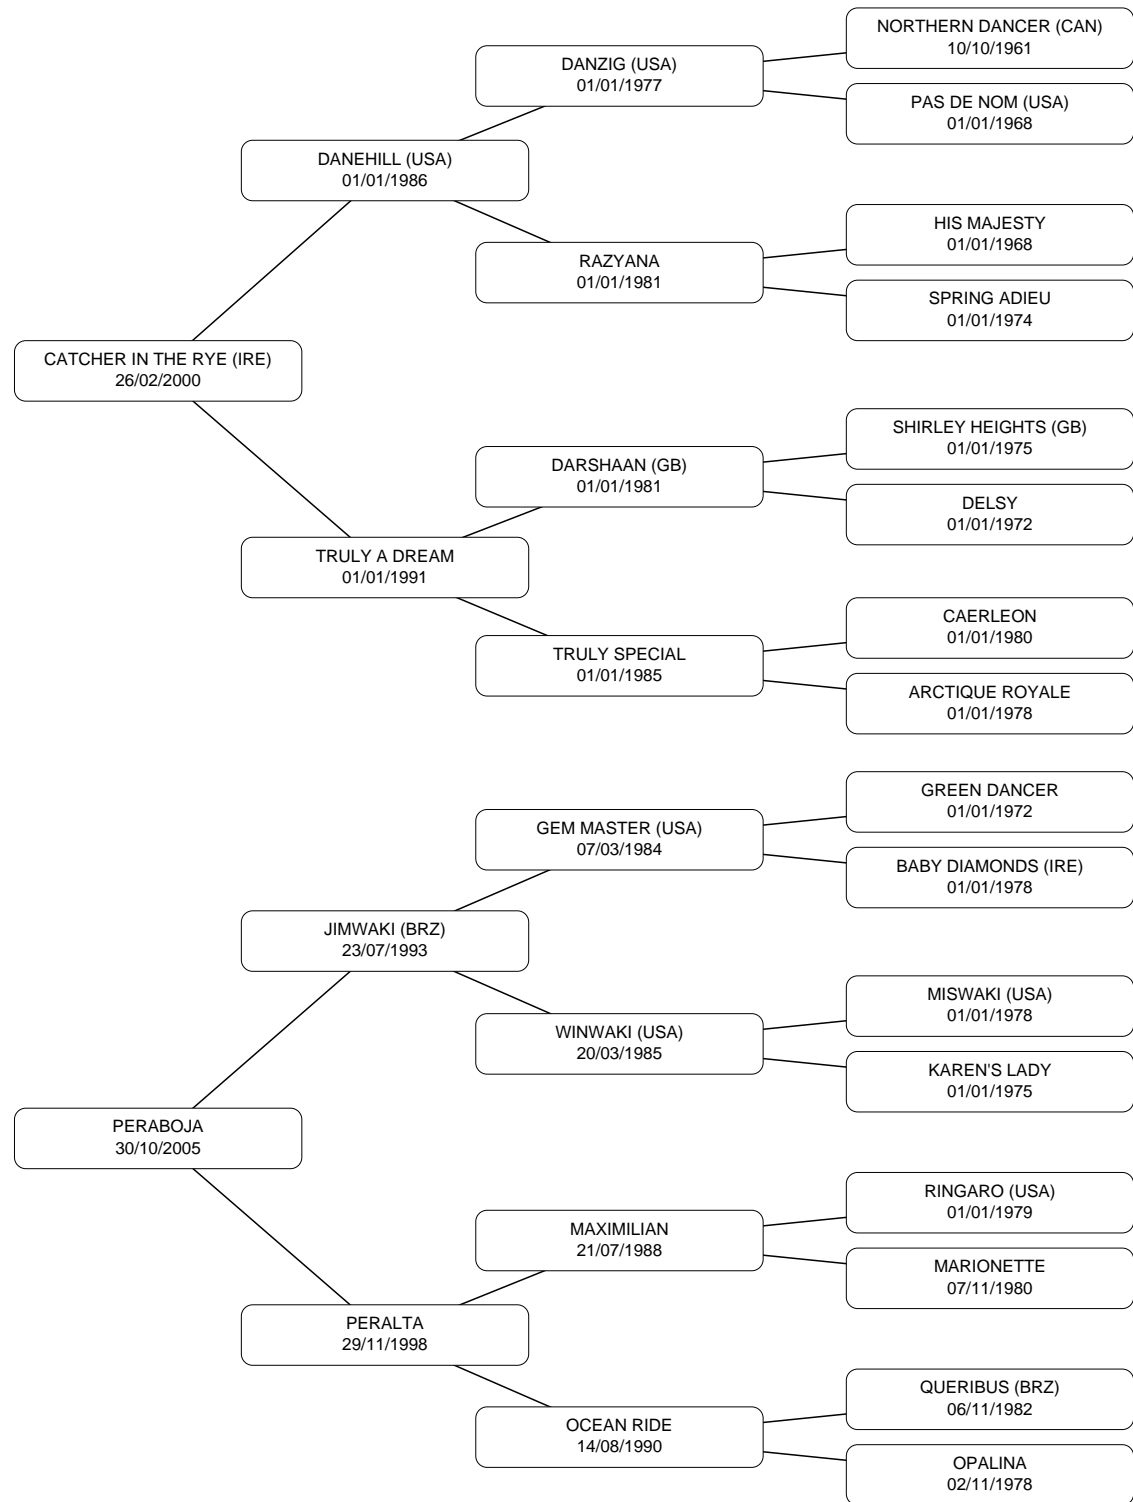 NORTHERN DANCER (CAN)
10/10/1961
DANZIG (USA)
01/01/1977
PAS DE NOM (USA)
01/01/1968
DANEHILL (USA)
01/01/1986
HIS MAJESTY
01/01/1968
RAZYANA
01/01/1981
SPRING ADIEU
01/01/1974
CATCHER IN THE RYE (IRE)
26/02/2000
SHIRLEY HEIGHTS (GB)
01/01/1975
DARSHAAN (GB)
01/01/1981
DELSY
01/01/1972
TRULY A DREAM
01/01/1991
CAERLEON
01/01/1980
TRULY SPECIAL
01/01/1985
ARCTIQUE ROYALE
01/01/1978
GREEN DANCER
01/01/1972
GEM MASTER (USA)
07/03/1984
BABY DIAMONDS (IRE)
01/01/1978
JIMWAKI (BRZ)
23/07/1993
MISWAKI (USA)
01/01/1978
WINWAKI (USA)
20/03/1985
KAREN'S LADY
01/01/1975
PERABOJA
30/10/2005
RINGARO (USA)
01/01/1979
MAXIMILIAN
21/07/1988
MARIONETTE
07/11/1980
PERALTA
29/11/1998
QUERIBUS (BRZ)
06/11/1982
OCEAN RIDE
14/08/1990
OPALINA
02/11/1978